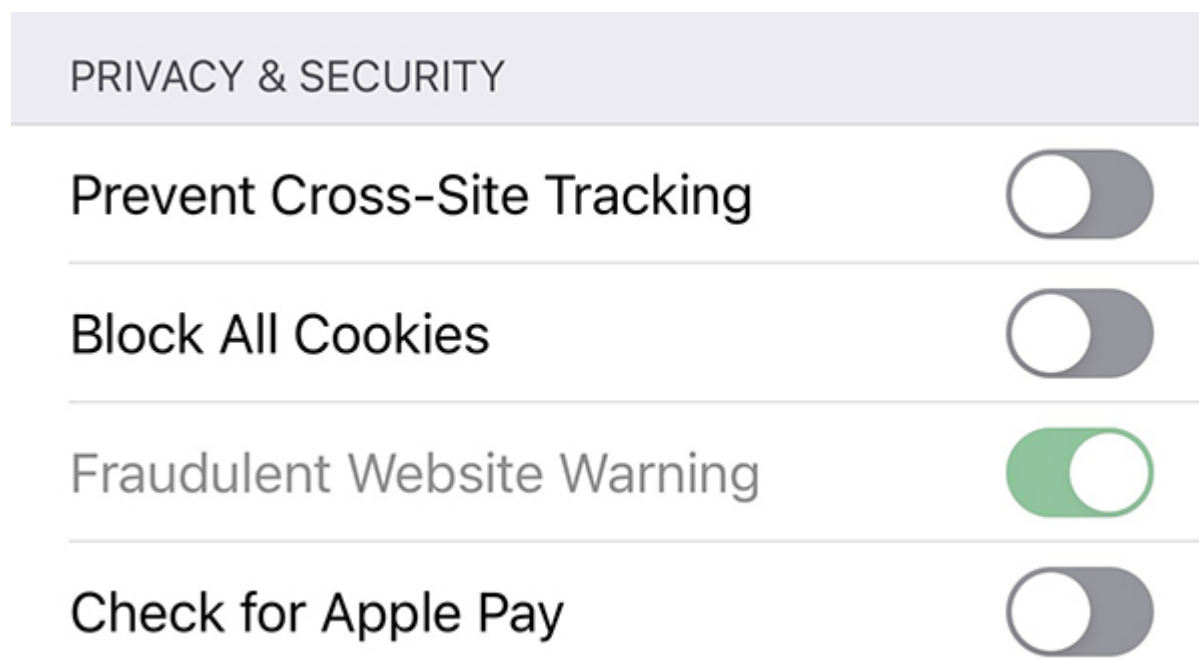 PRIVACY & SECURITY
Prevent Cross-Site Tracking
Block All Cookies
Fraudulent Website Warning
Check for Apple Pay